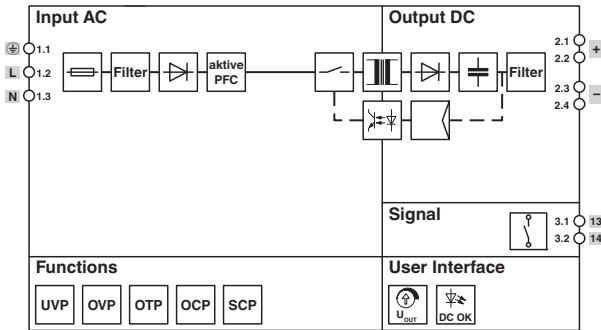 Input AC
Output DC
1.1
L 1.2
N 1.3
Filter
aktive
PFC
Filter
2.1
2.2
+
2.3
2.4
–
Signal
3.1 13
3.2 14
Functions
UVP OVP OTP OCP SCP
User Interface
UOUT
DC OK